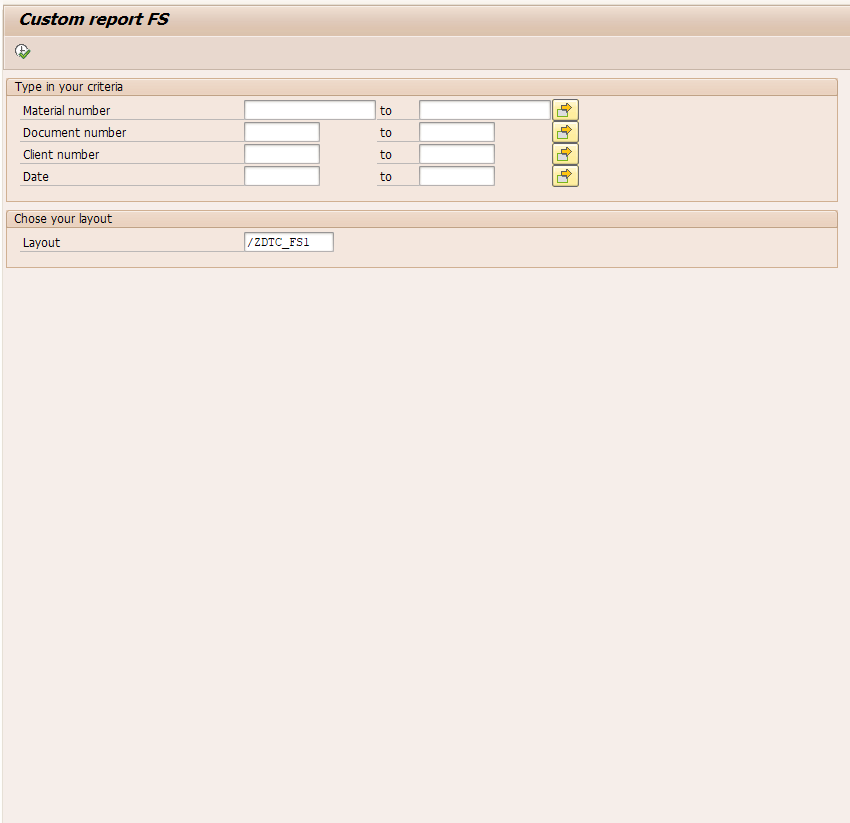 Custom report FS
Type in your criteria
Material number to
Document number to
Client number to
Date to
Chose your layout
Layout /ZDTC_FS1